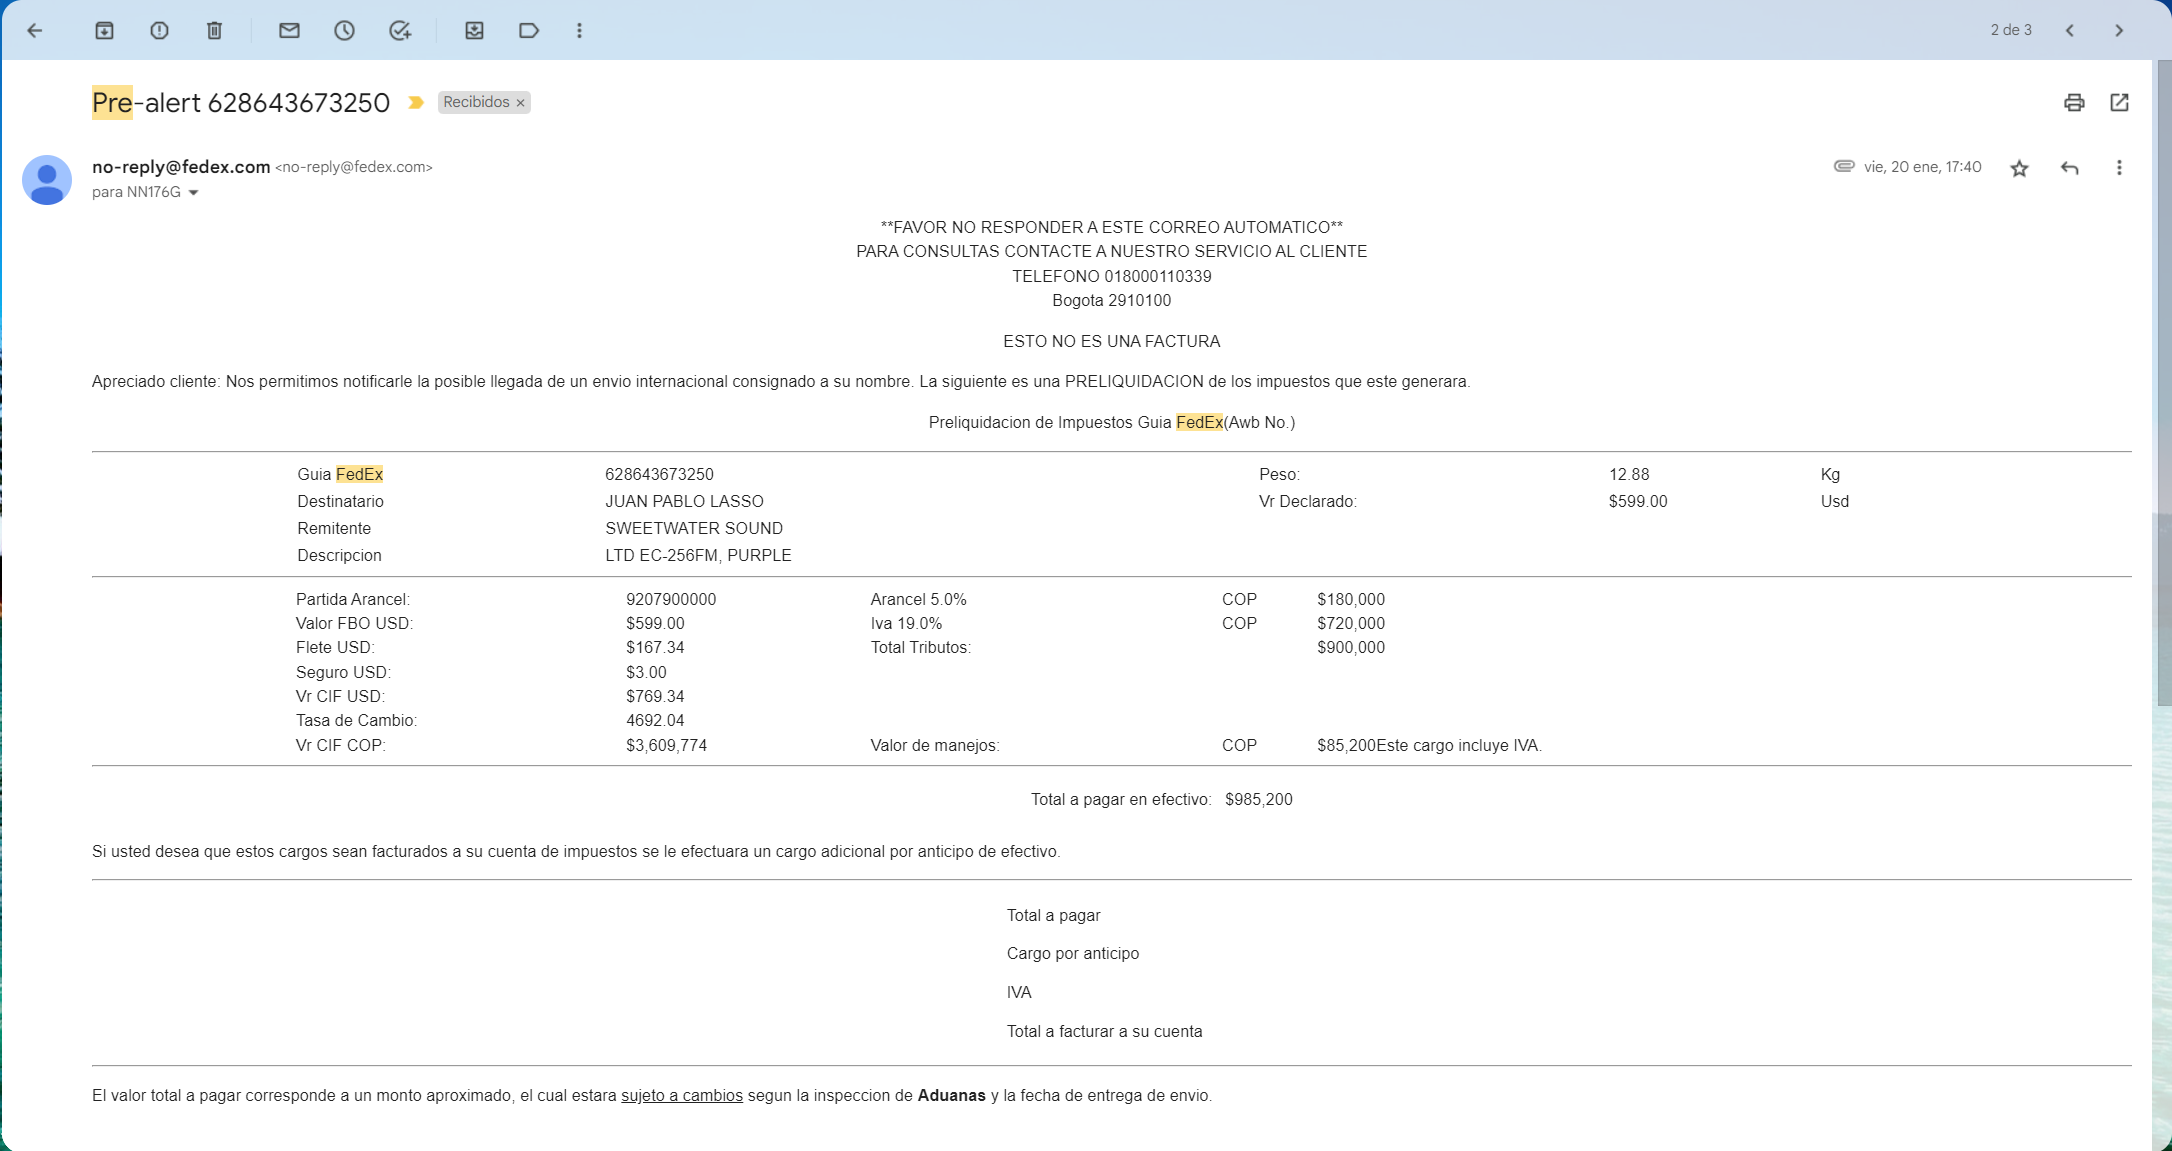 2 de 3
Pre-alert 628643673250 Recibidos ×
no-reply@fedex.com <no-reply@fedex.com> vie, 20 ene, 17:40
para NN176G
**FAVOR NO RESPONDER A ESTE CORREO AUTOMATICO**
PARA CONSULTAS CONTACTE A NUESTRO SERVICIO AL CLIENTE
TELEFONO 018000110339
Bogota 2910100
ESTO NO ES UNA FACTURA
Apreciado cliente: Nos permitimos notificarle la posible llegada de un envio internacional consignado a su nombre. La siguiente es una PRELIQUIDACION de los impuestos que este generara.
Preliquidacion de Impuestos Guia FedEx(Awb No.)
Guia FedEx 628643673250 Peso: 12.88 Kg
Destinatario JUAN PABLO LASSO Vr Declarado: $599.00 Usd
Remitente SWEETWATER SOUND
Descripcion LTD EC-256FM, PURPLE
Partida Arancel: 9207900000 Arancel 5.0% COP $180,000
Valor FBO USD: $599.00 Iva 19.0% COP $720,000
Flete USD: $167.34 Total Tributos: $900,000
Seguro USD: $3.00
Vr CIF USD: $769.34
Tasa de Cambio: 4692.04
Vr CIF COP: $3,609,774 Valor de manejos: COP $85,200Este cargo incluye IVA.
Total a pagar en efectivo: $985,200
Si usted desea que estos cargos sean facturados a su cuenta de impuestos se le efectuara un cargo adicional por anticipo de efectivo.
Total a pagar
Cargo por anticipo
IVA
Total a facturar a su cuenta
El valor total a pagar corresponde a un monto aproximado, el cual estara sujeto a cambios segun la inspeccion de Aduanas y la fecha de entrega de envio.